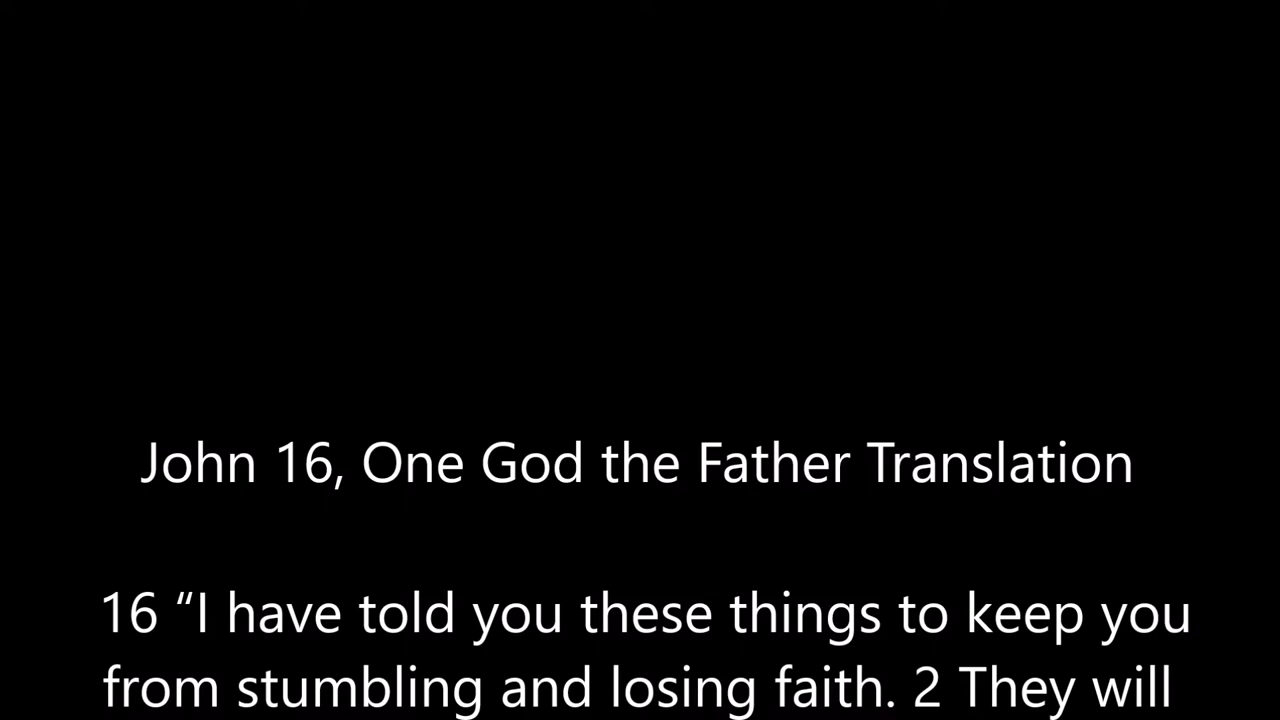 John 16, One God the Father Translation
16 “I have told you these things to keep you
from stumbling and losing faith. 2 They will